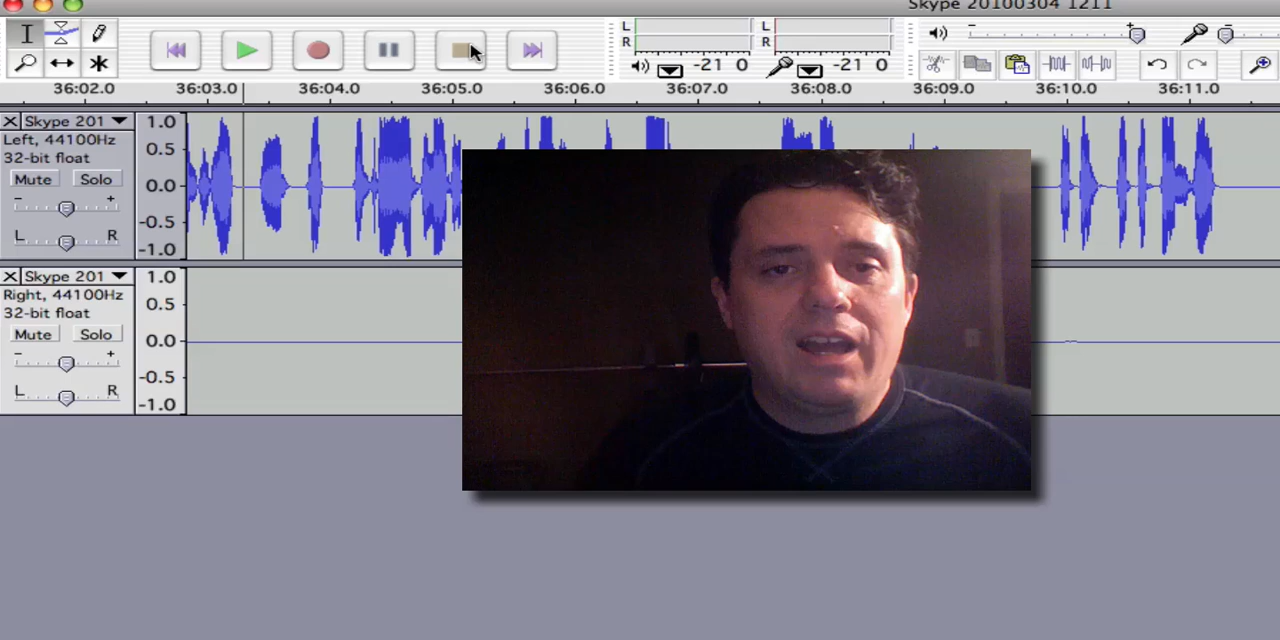 Skype 20100304 1211
L
R
-21 0
L
R
-21 0
36:02.0 36:03.0 36:04.0 36:05.0 36:06.0 36:07.0 36:08.0 36:09.0 36:10.0 36:11.0
Skype 201
Left, 44100Hz
32-bit float
Mute Solo
- +
L R
1.0
0.5
0.0
-0.5
-1.0
Skype 201
Right, 44100Hz
32-bit float
Mute Solo
- +
L R
1.0
0.5
0.0
-0.5
-1.0